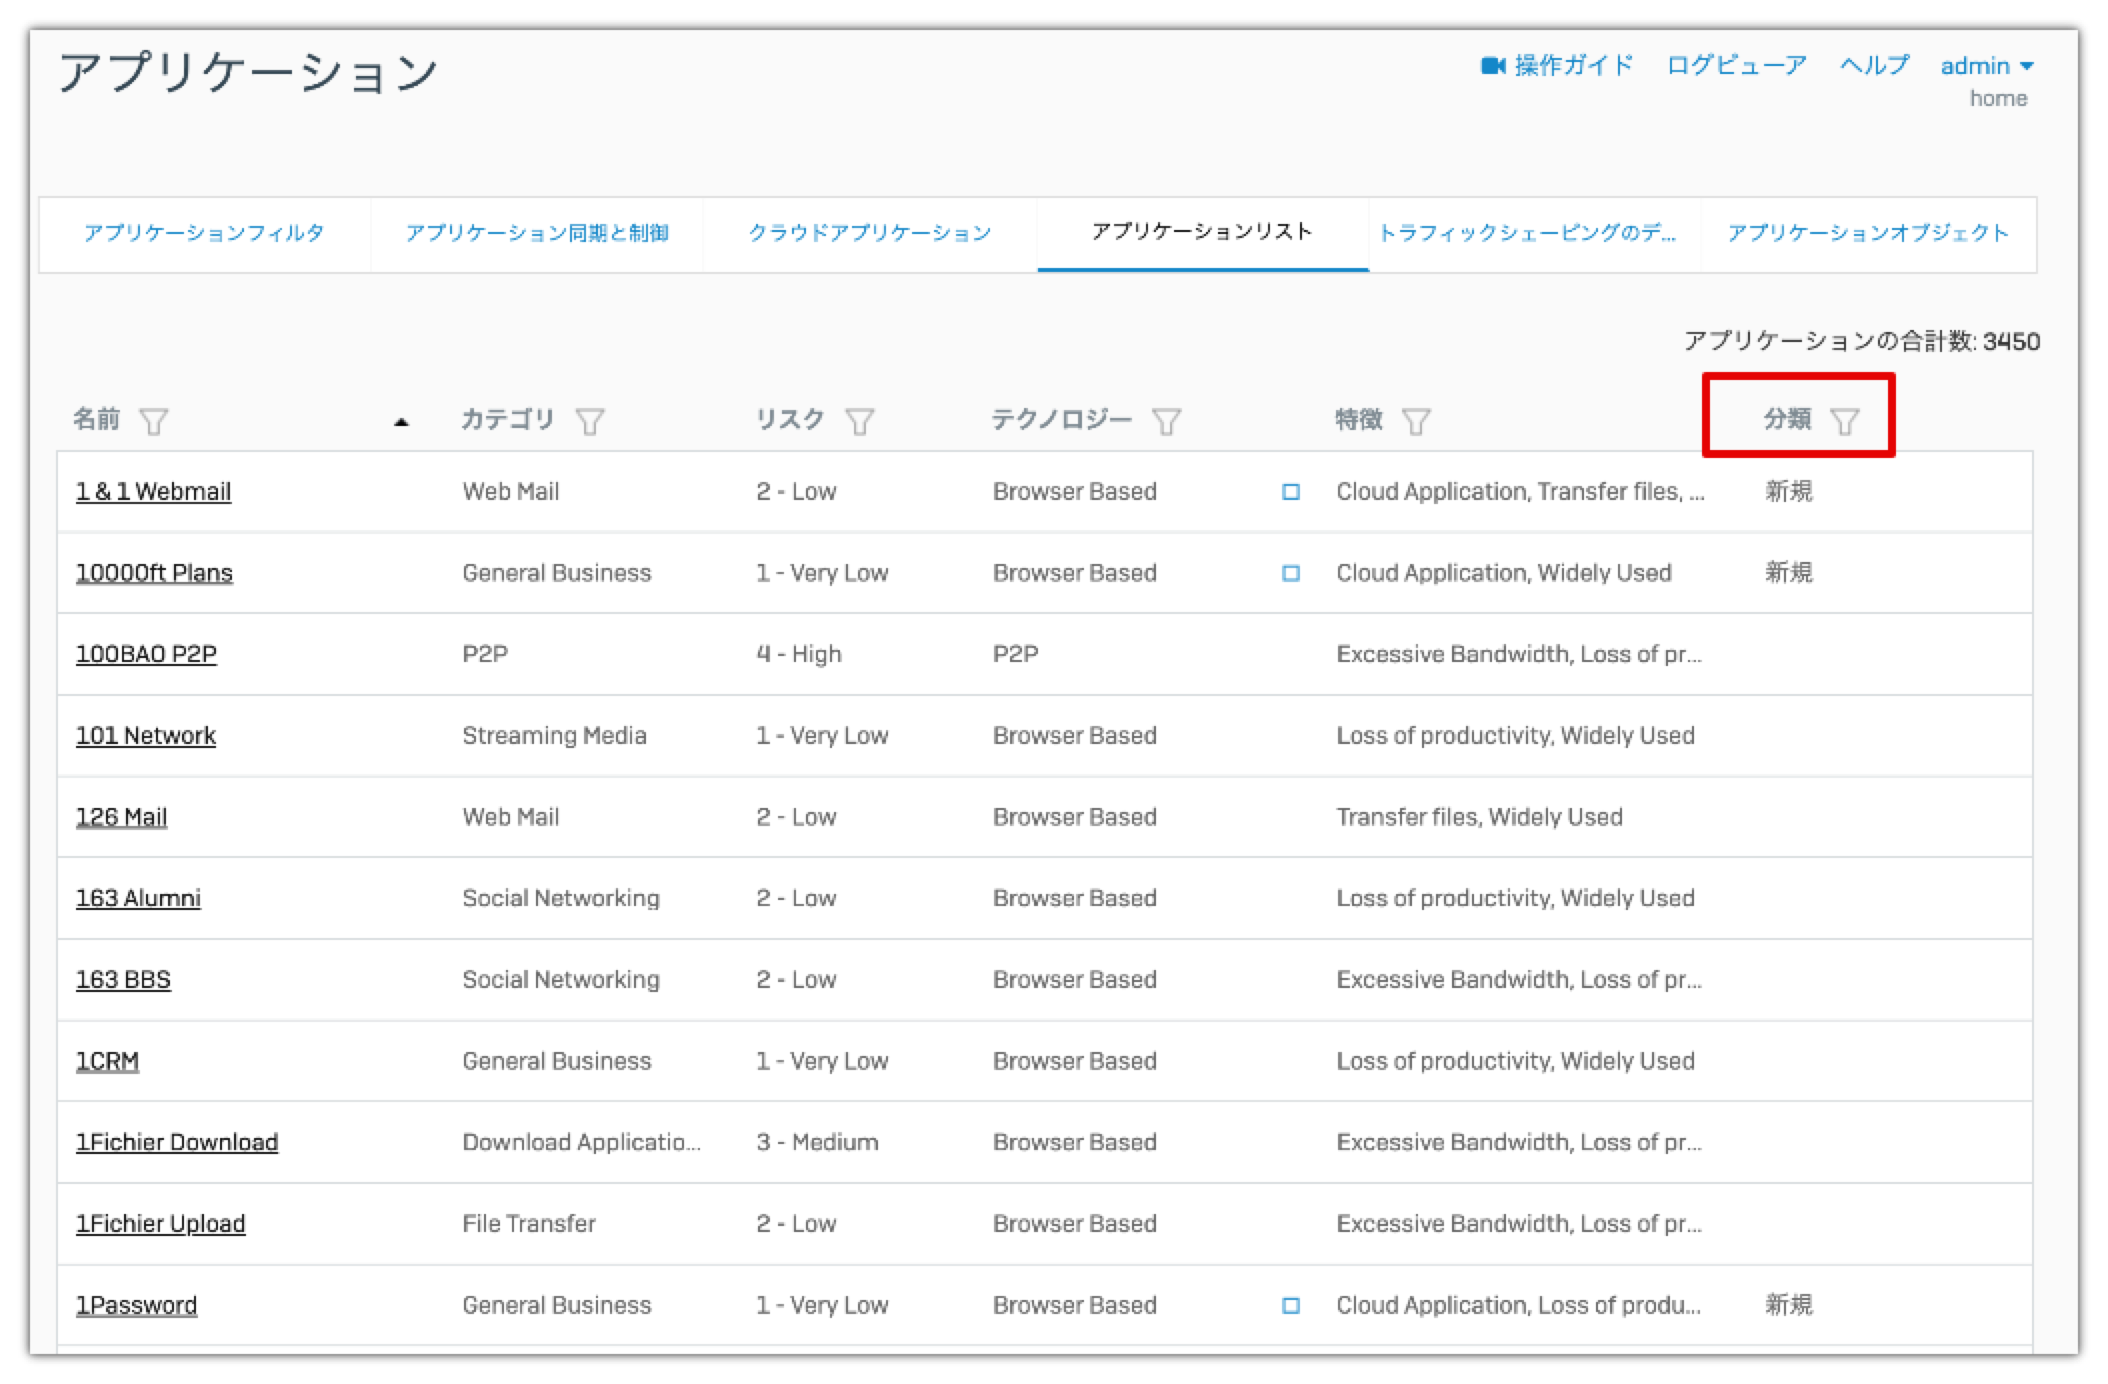 アプリケーション
操作ガイド ログビューア ヘルプ admin
home
アプリケーションフィルタ アプリケーション同期と制御 クラウドアプリケーション アプリケーションリスト トラフィックシェーピングのデ... アプリケーションオブジェクト
アプリケーションの合計数: 3450
名前 カテゴリ リスク テクノロジー 特徴 分類
1 & 1 Webmail Web Mail 2 - Low Browser Based Cloud Application, Transfer files, ... 新規
10000ft Plans General Business 1 - Very Low Browser Based Cloud Application, Widely Used 新規
100BAO P2P P2P 4 - High P2P Excessive Bandwidth, Loss of pr...
101 Network Streaming Media 1 - Very Low Browser Based Loss of productivity, Widely Used
126 Mail Web Mail 2 - Low Browser Based Transfer files, Widely Used
163 Alumni Social Networking 2 - Low Browser Based Loss of productivity, Widely Used
163 BBS Social Networking 2 - Low Browser Based Excessive Bandwidth, Loss of pr...
1CRM General Business 1 - Very Low Browser Based Loss of productivity, Widely Used
1Fichier Download Download Applicatio... 3 - Medium Browser Based Excessive Bandwidth, Loss of pr...
1Fichier Upload File Transfer 2 - Low Browser Based Excessive Bandwidth, Loss of pr...
1Password General Business 1 - Very Low Browser Based Cloud Application, Loss of produ... 新規